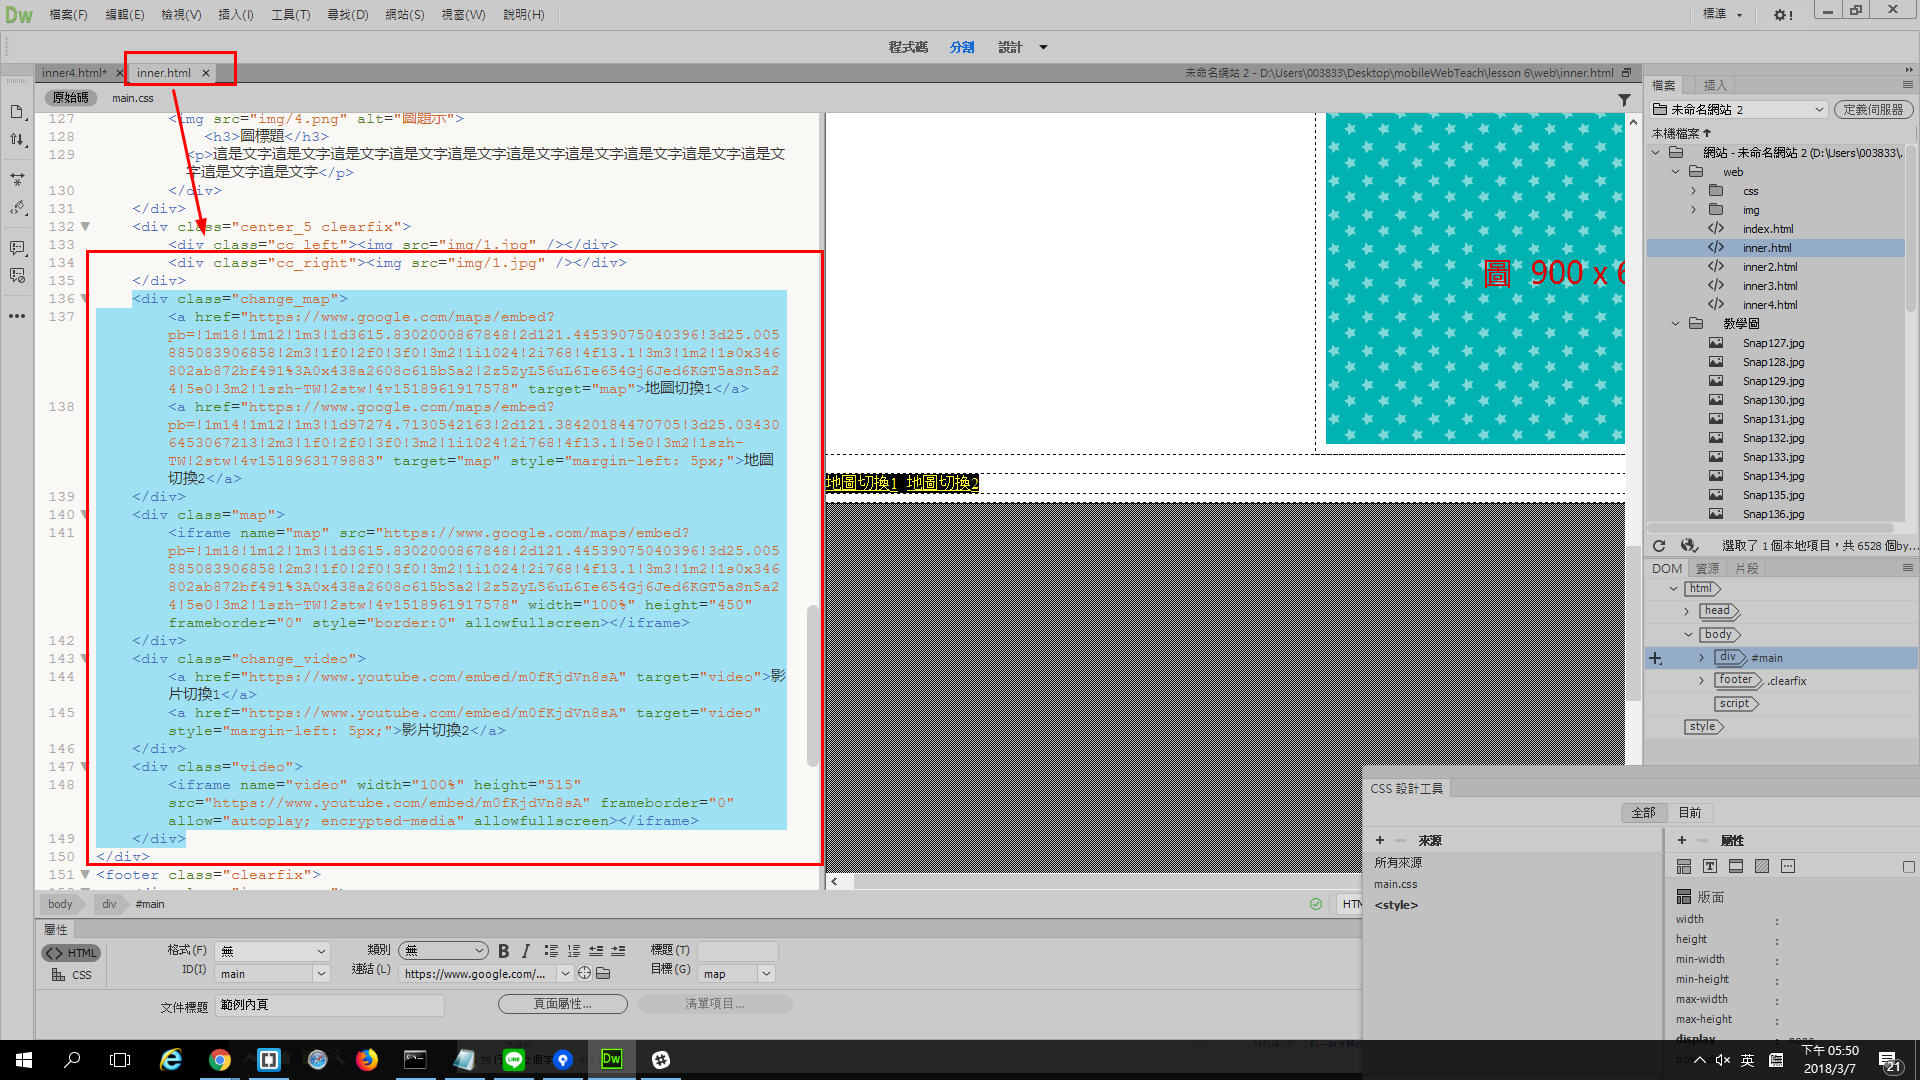 Dw 檔案(F) 編輯(E) 檢視(V) 插入(I) 工具(T) 尋找(D) 網站(S) 視窗(W) 說明(H) 標準
程式碼 分割 設計
inner4.html* inner.html 未命名網站 2 - D:\Users\003833\Desktop\mobileWebTeach\lesson 6\web\inner.html
原始碼 main.css
127 <img src="img/4.png" alt="圖題示">
128 <h3>圖標題</h3>
129 <p>這是文字這是文字這是文字這是文字這是文字這是文字這是文字這是文字這是文字這是文
字這是文字這是文字</p>
130 </div>
131 </div>
132 <div class="center_5 clearfix">
133 <div class="cc_left"><img src="img/1.jpg" /></div>
134 <div class="cc_right"><img src="img/1.jpg" /></div>
135 </div>
136 <div class="change_map">
137 <a href="https://www.google.com/maps/embed?
pb=!1m18!1m12!1m3!1d3615.8302000867848!2d121.44539075040396!3d25.005
885083906858!2m3!1f0!2f0!3f0!3m2!1i1024!2i768!4f13.1!3m3!1m2!1s0x346
802ab872bf491%3A0x438a2608c615b5a2!2z5ZyL56uL6Ie654Gj6Jed6KGT5aSn5a2
4!5e0!3m2!1szh-TW!2stw!4v1518961917578" target="map">地圖切換1</a>
138 <a href="https://www.google.com/maps/embed?
pb=!1m14!1m12!1m3!1d97274.7130542163!2d121.38420184470705!3d25.03430
6453067213!2m3!1f0!2f0!3f0!3m2!1i1024!2i768!4f13.1!5e0!3m2!1szh-
TW!2stw!4v1518963179883" target="map" style="margin-left: 5px;">地圖
切換2</a>
139 </div>
140 <div class="map">
141 <iframe name="map" src="https://www.google.com/maps/embed?
pb=!1m18!1m12!1m3!1d3615.8302000867848!2d121.44539075040396!3d25.005
885083906858!2m3!1f0!2f0!3f0!3m2!1i1024!2i768!4f13.1!3m3!1m2!1s0x346
802ab872bf491%3A0x438a2608c615b5a2!2z5ZyL56uL6Ie654Gj6Jed6KGT5aSn5a2
4!5e0!3m2!1szh-TW!2stw!4v1518961917578" width="100%" height="450"
frameborder="0" style="border:0" allowfullscreen></iframe>
142 </div>
143 <div class="change_video">
144 <a href="https://www.youtube.com/embed/m0fKjdVn8sA" target="video">影
片切換1</a>
145 <a href="https://www.youtube.com/embed/m0fKjdVn8sA" target="video"
style="margin-left: 5px;">影片切換2</a>
146 </div>
147 <div class="video">
148 <iframe name="video" width="100%" height="515"
src="https://www.youtube.com/embed/m0fKjdVn8sA" frameborder="0"
allow="autoplay; encrypted-media" allowfullscreen></iframe>
149 </div>
150 </div>
151 <footer class="clearfix">
圖 900 x 6
地圖切換1 地圖切換2
body div #main
HTM
屬性
HTML
CSS
格式(F) 無 類別 無 B I 標題(T)
ID(I) main 連結(L) https://www.google.com/... 目標(G) map
文件標題 範例內頁 頁面屬性... 清單項目...
檔案 插入
未命名網站 2 定義伺服器
本機檔案
網站 - 未命名網站 2 (D:\Users\003833\...
web
css
img
index.html
inner.html
inner2.html
inner3.html
inner4.html
教學圖
Snap127.jpg
Snap128.jpg
Snap129.jpg
Snap130.jpg
Snap131.jpg
Snap132.jpg
Snap133.jpg
Snap134.jpg
Snap135.jpg
Snap136.jpg
選取了 1 個本地項目，共 6528 個by...
DOM 資源 片段
html
head
body
div #main
footer .clearfix
script
style
CSS 設計工具
全部 目前
來源
所有來源
main.css
<style>
屬性
版面
width :
height :
min-width :
min-height :
max-width :
max-height :
display : none
英
下午 05:50
2018/3/7
21